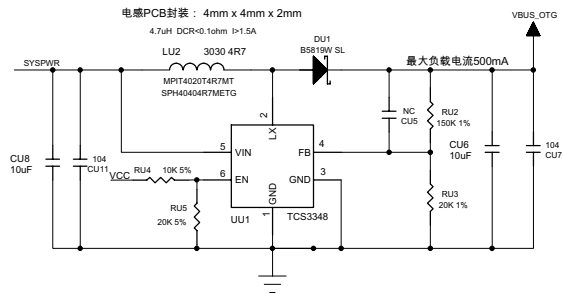 电感PCB封装： 4mm x 4mm x 2mm
4.7uH DCR<0.1ohm I>1.5A
VBUS_OTG
DU1
B5819W SL
LU2 3030 4R7
SYSPWR
最大负载电流500mA
MPIT4020T4R7MT
SPH40404R7METG
2
LX
NC
CU5
RU2
150K 1%
5 VIN FB 4
CU8
10uF
104
CU11
CU6
10uF
104
CU7
VCC RU4 10K 5% 6 EN GND 3
RU5
20K 5%
GND
RU3
20K 1%
UU1 1 TCS3348